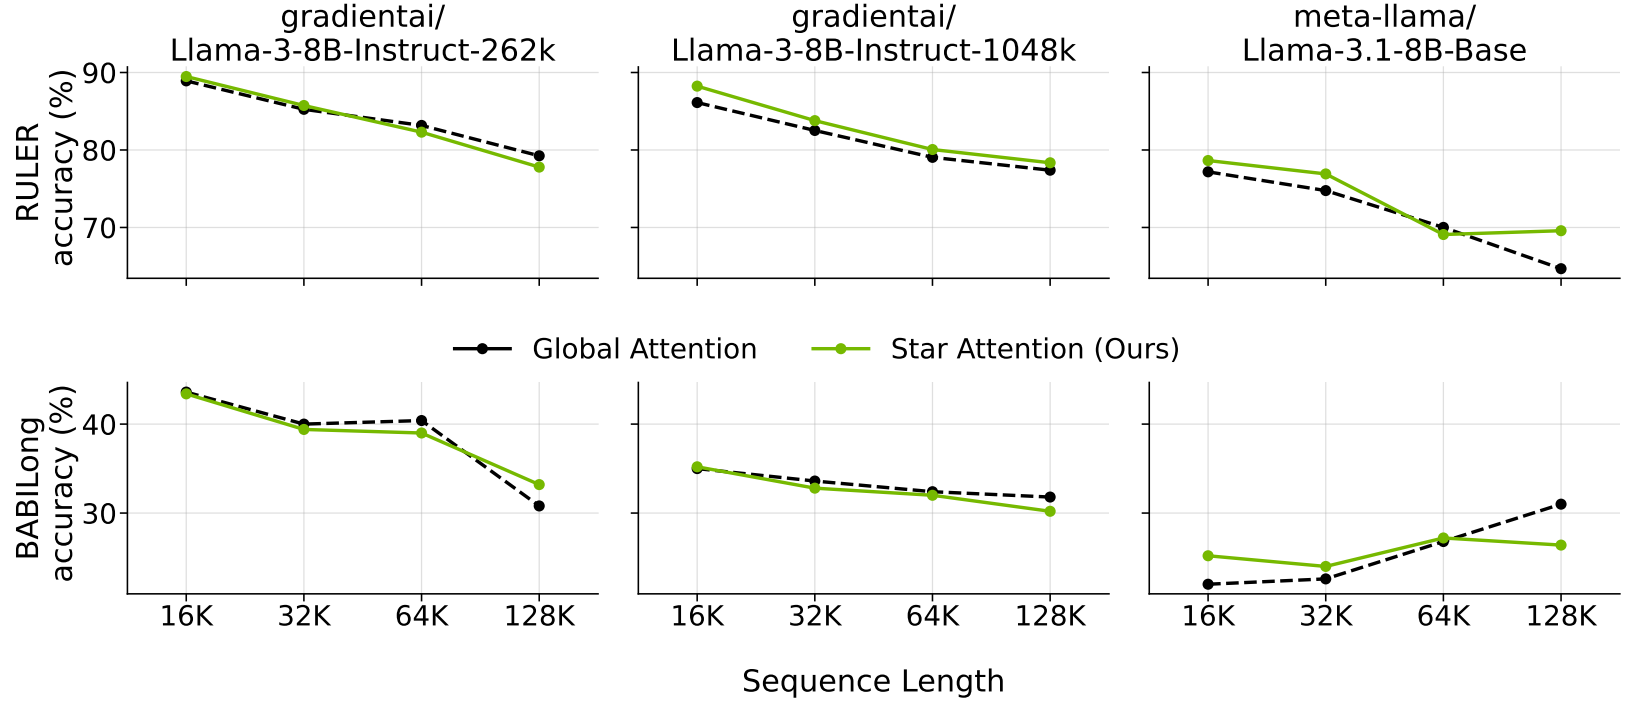 gradientai/
Llama-3-8B-Instruct-262k
gradientai/
Llama-3-8B-Instruct-1048k
meta-llama/
Llama-3.1-8B-Base
RULER
accuracy (%)
90
80
70
Global Attention
Star Attention (Ours)
BABILong
accuracy (%)
40
30
16K 32K 64K 128K
16K 32K 64K 128K
16K 32K 64K 128K
Sequence Length